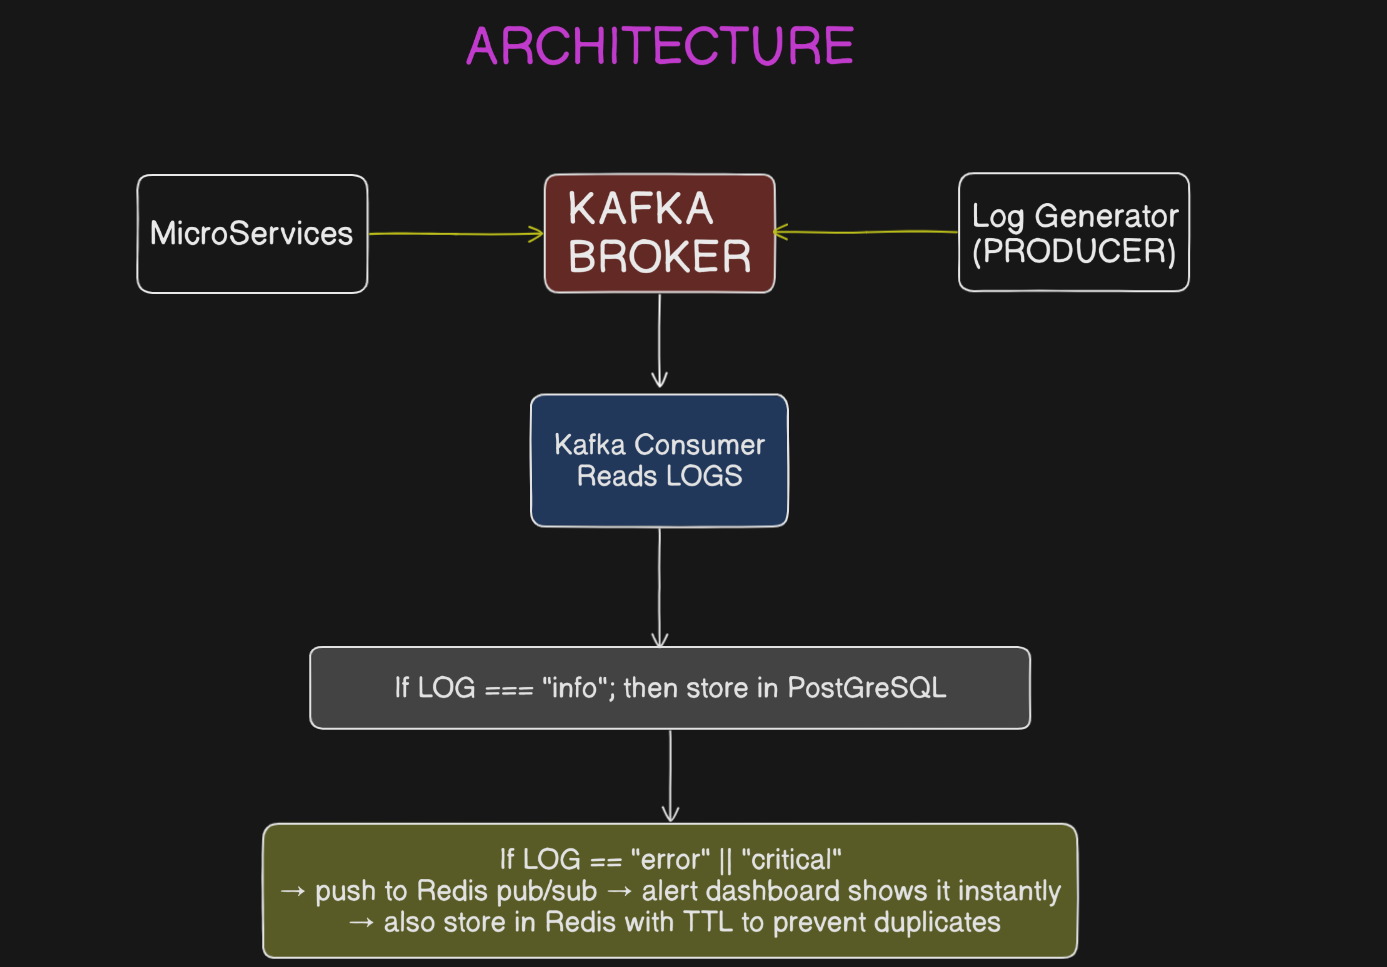 ARCHITECTURE
MicroServices
KAFKA
BROKER
Log Generator
(PRODUCER)
Kafka Consumer
Reads LOGS
If LOG === "info"; then store in PostGreSQL
If LOG == "error" || "critical"
→ push to Redis pub/sub → alert dashboard shows it instantly
→ also store in Redis with TTL to prevent duplicates